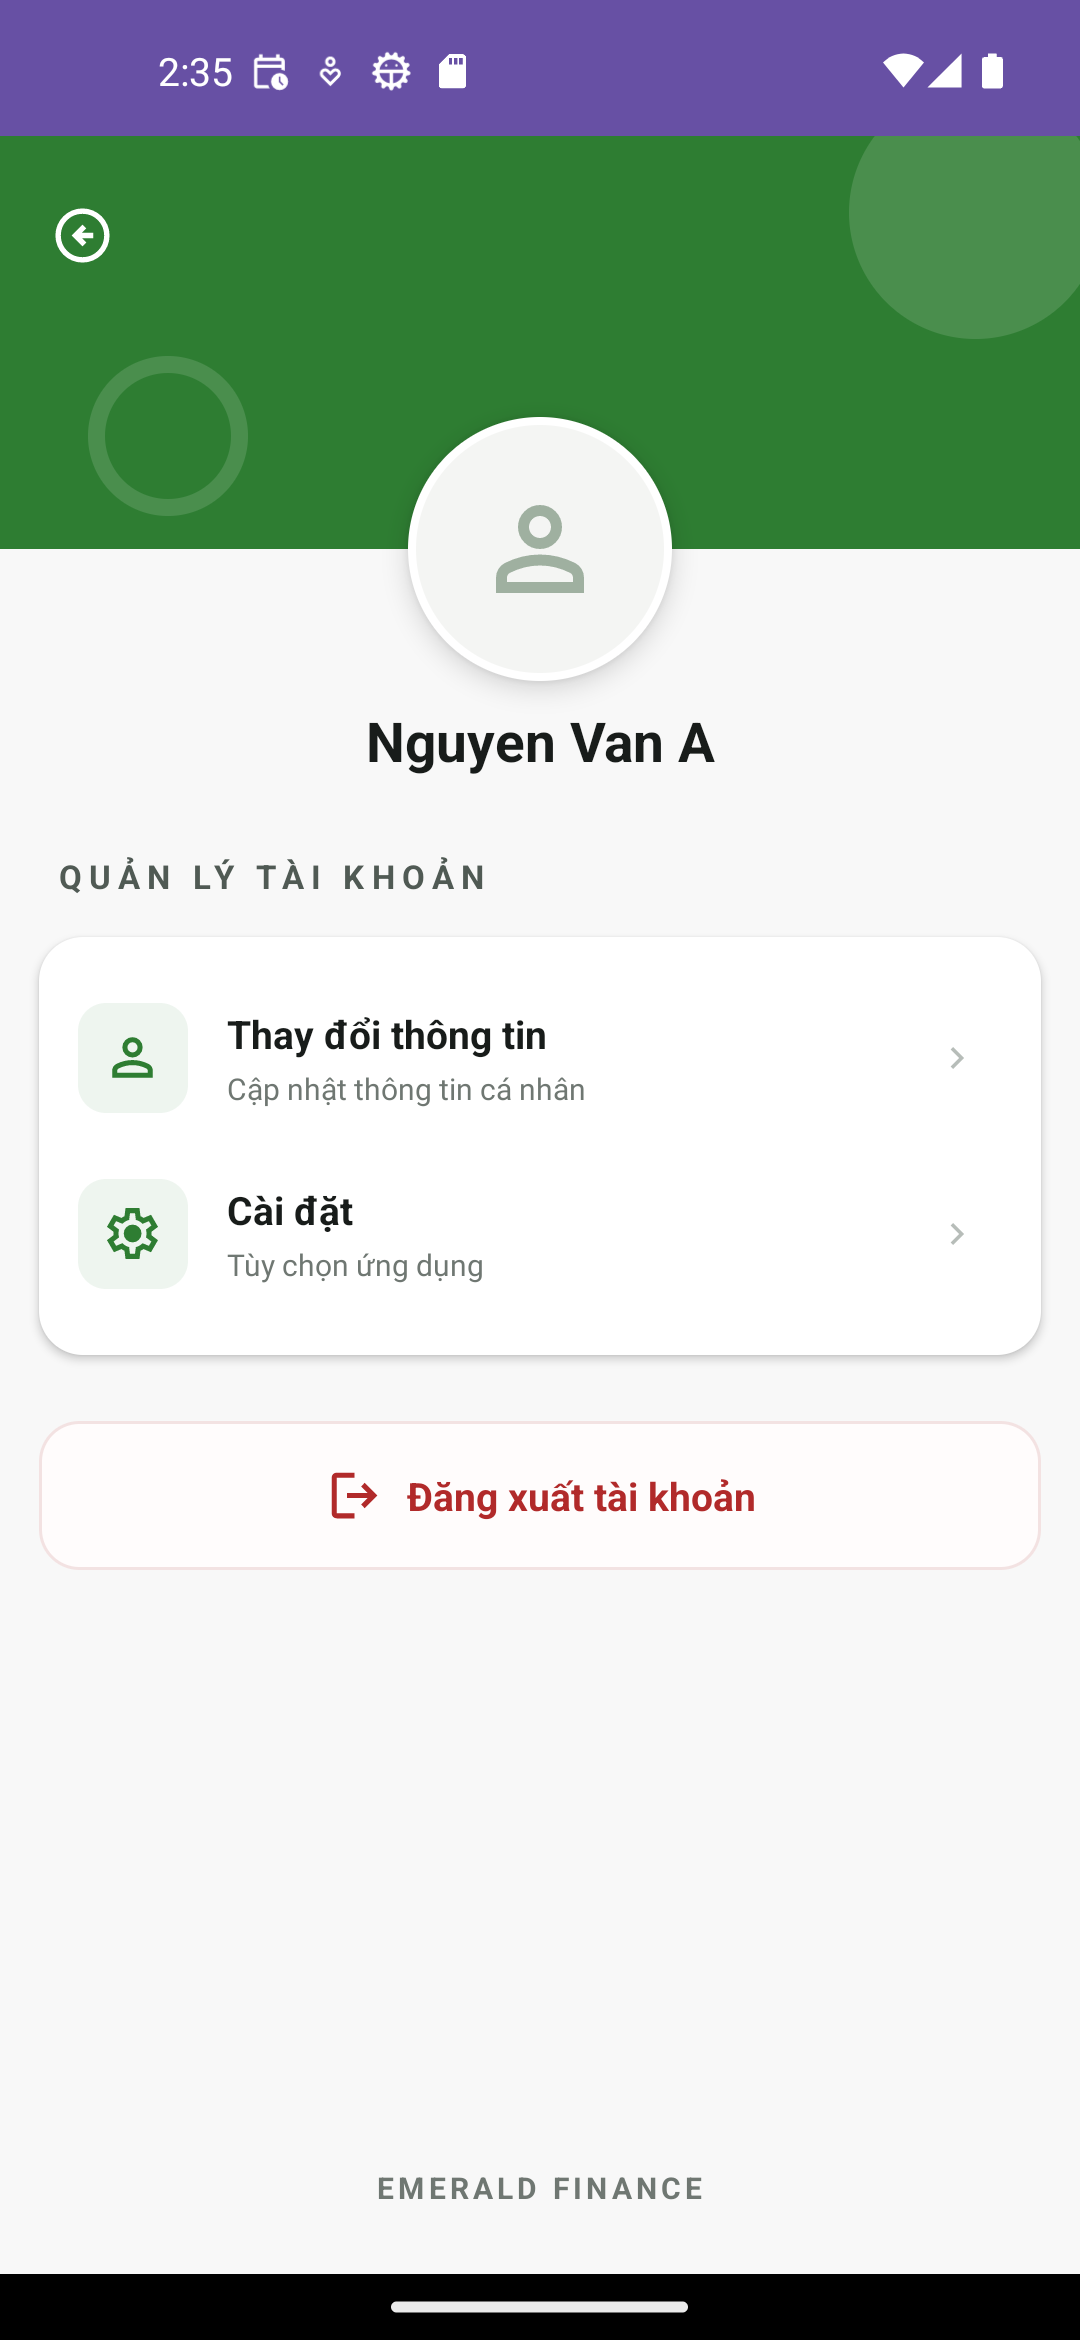 2:35
Nguyen Van A
QUẢN LÝ TÀI KHOẢN
Thay đổi thông tin
Cập nhật thông tin cá nhân
Cài đặt
Tùy chọn ứng dụng
Đăng xuất tài khoản
EMERALD FINANCE